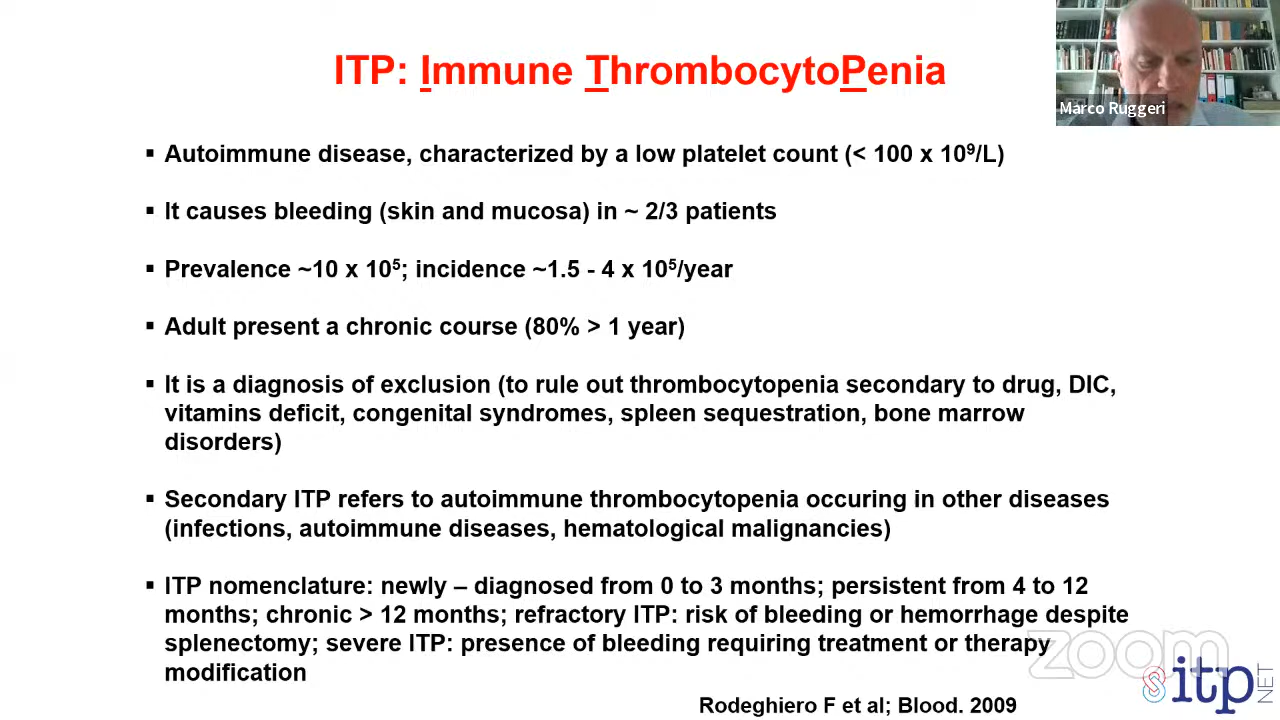 ITP: Immune ThrombocytoPenia
Marco Ruggeri
▪ Autoimmune disease, characterized by a low platelet count (< 100 x 10⁹/L)
▪ It causes bleeding (skin and mucosa) in ~ 2/3 patients
▪ Prevalence ~10 x 10⁵; incidence ~1.5 - 4 x 10⁵/year
▪ Adult present a chronic course (80% > 1 year)
▪ It is a diagnosis of exclusion (to rule out thrombocytopenia secondary to drug, DIC,
vitamins deficit, congenital syndromes, spleen sequestration, bone marrow
disorders)
▪ Secondary ITP refers to autoimmune thrombocytopenia occuring in other diseases
(infections, autoimmune diseases, hematological malignancies)
▪ ITP nomenclature: newly – diagnosed from 0 to 3 months; persistent from 4 to 12
months; chronic > 12 months; refractory ITP: risk of bleeding or hemorrhage despite
splenectomy; severe ITP: presence of bleeding requiring treatment or therapy
modification
zoom
sitp NET
Rodeghiero F et al; Blood. 2009